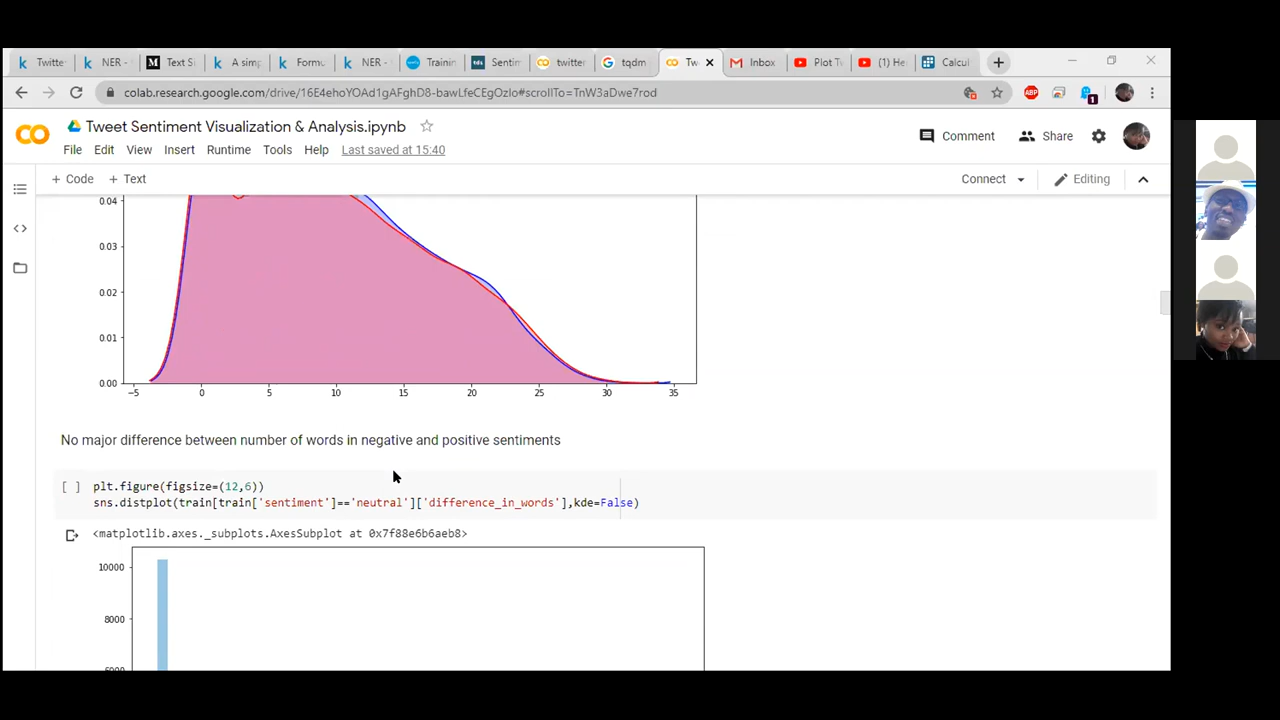 Twitte
NER -
Text S
A simp
Formu
NER -
Trainin
Sentim
twitter
tqdm
Tw
Inbox
Plot T
(1) He
Calcul
colab.research.google.com/drive/16E4ehoYOAd1gAFghD8-bawLfeCEgOzlo#scrollTo=TnW3aDwe7rod
ABP
1
Tweet Sentiment Visualization & Analysis.ipynb
Comment
Share
File Edit View Insert Runtime Tools Help Last saved at 15:40
+ Code + Text
Connect
Editing
0.04
0.03
0.02
0.01
0.00
−5 0 5 10 15 20 25 30 35
No major difference between number of words in negative and positive sentiments
[ ] plt.figure(figsize=(12,6))
sns.distplot(train[train['sentiment']=='neutral']['difference_in_words'],kde=False)
<matplotlib.axes._subplots.AxesSubplot at 0x7f88e6b6aeb8>
10000
8000